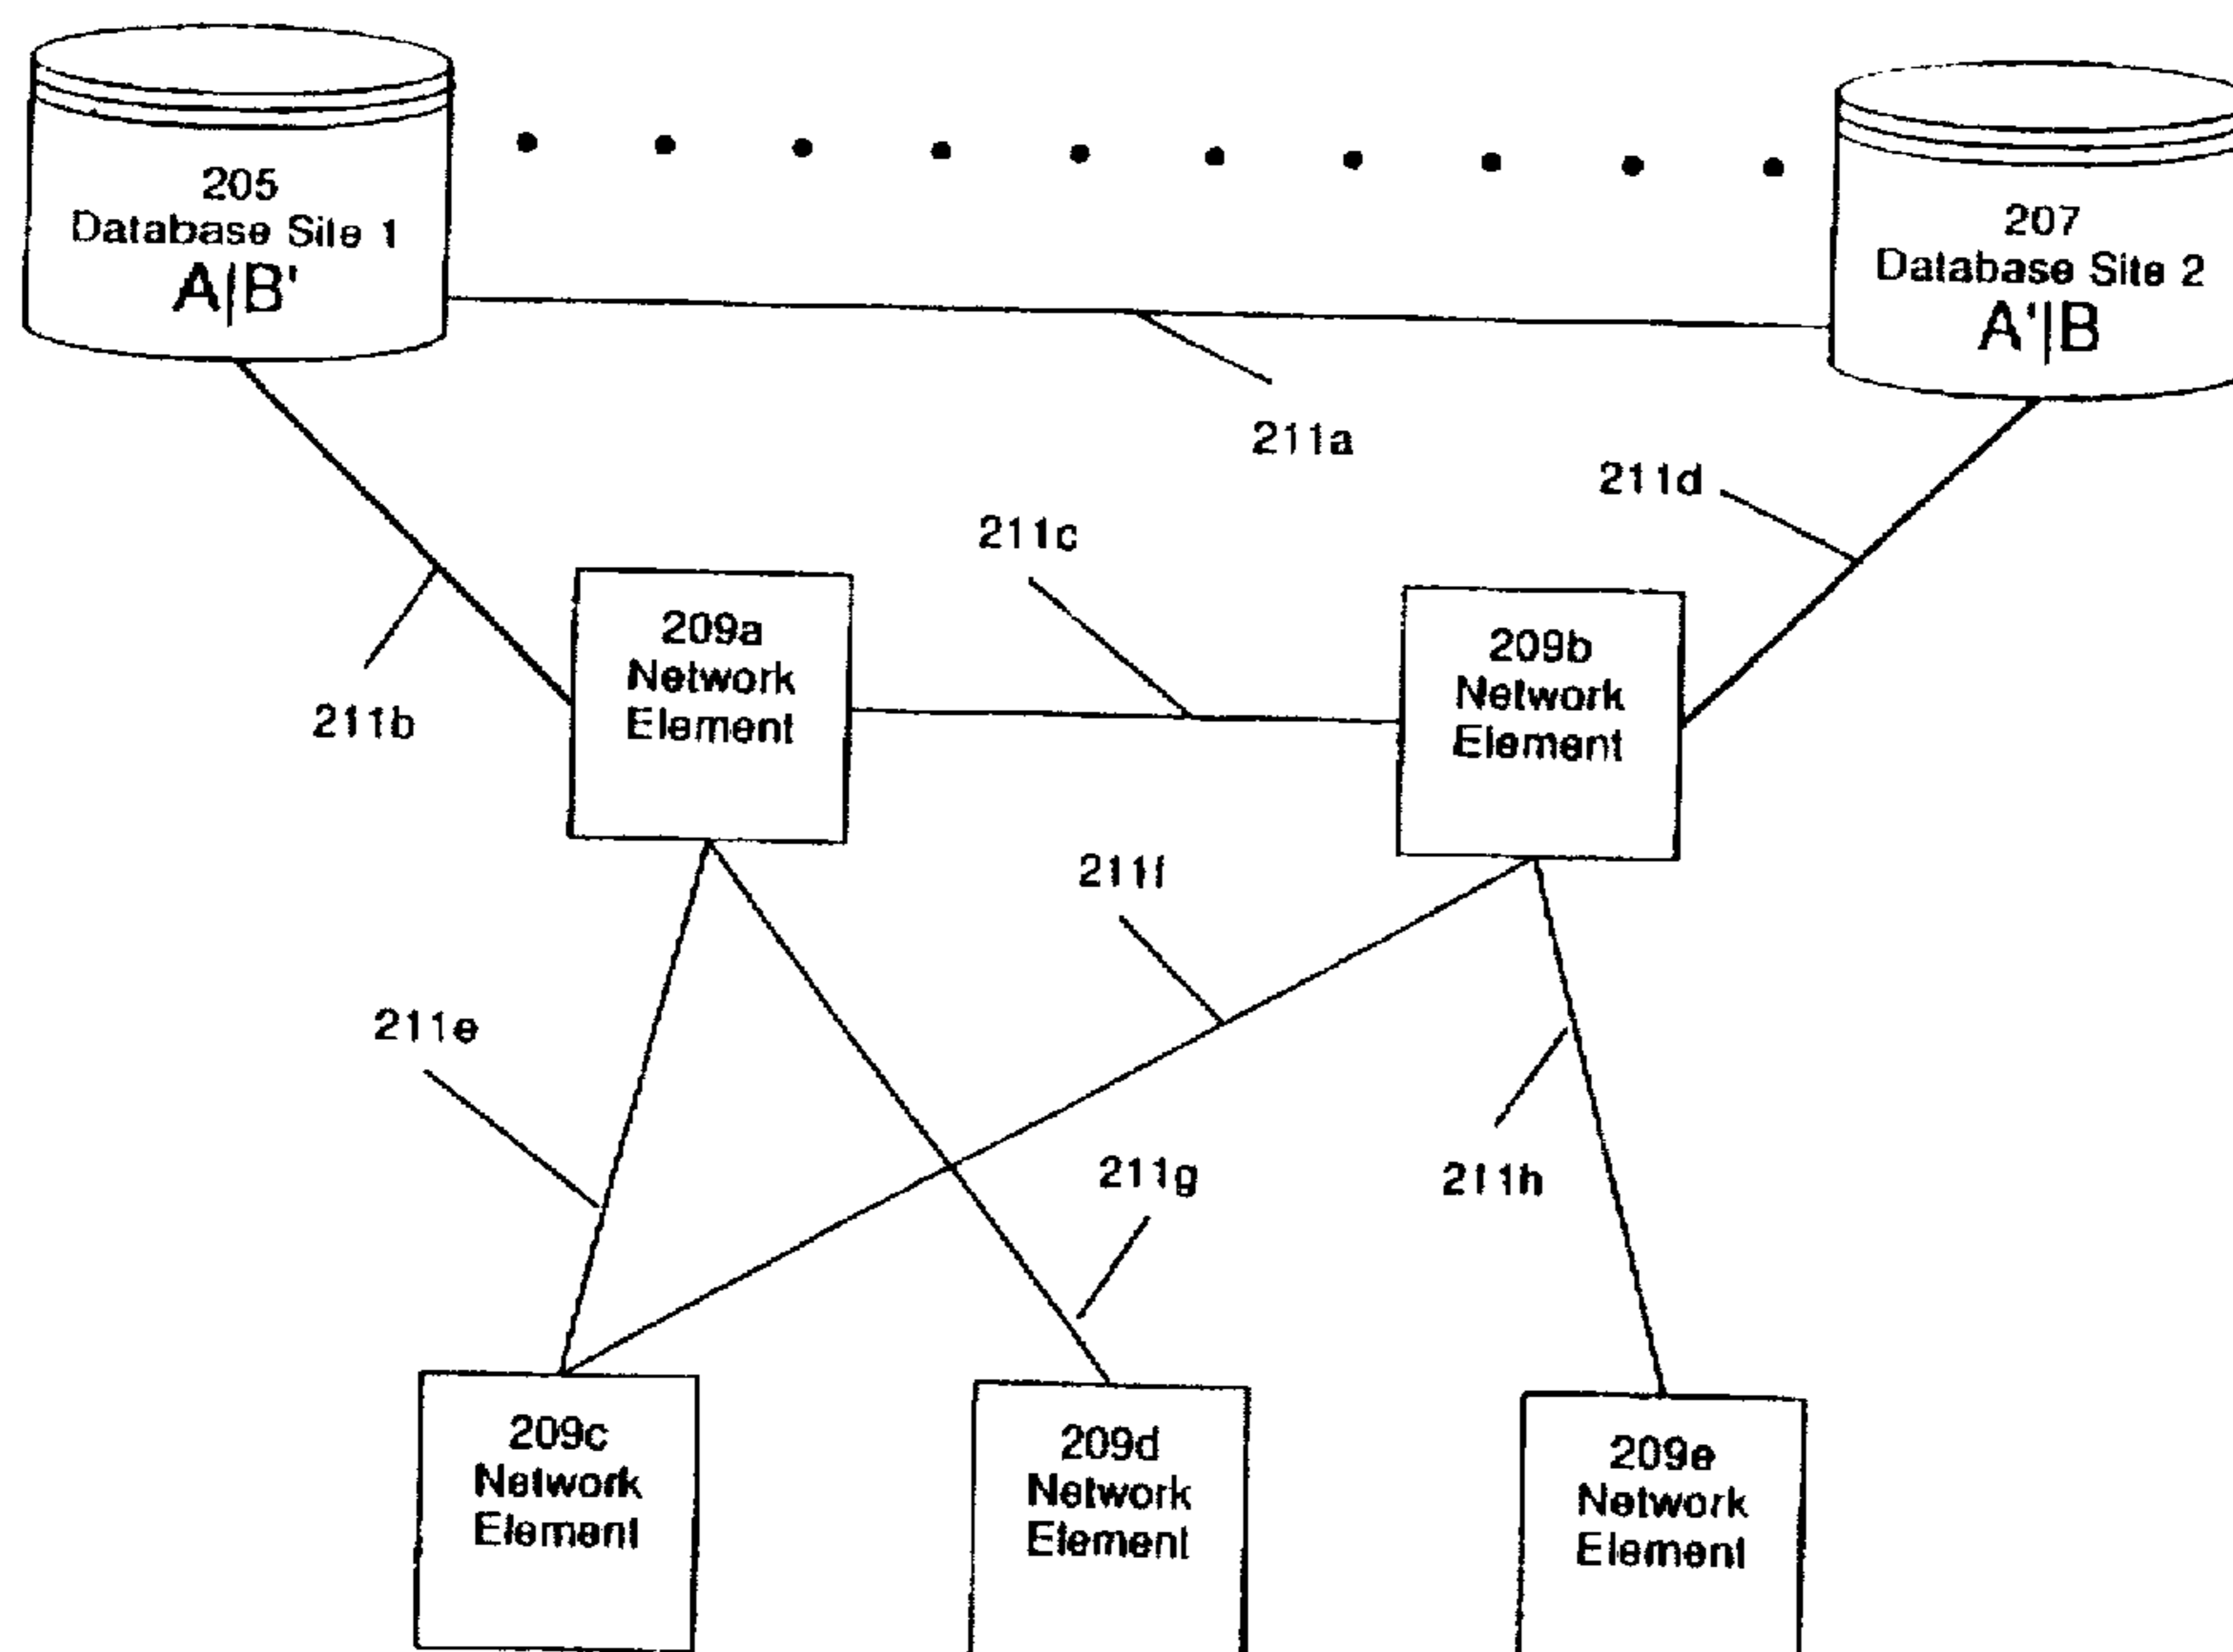 205
Database Site 1
A|B'
207
Database Site 2
A'|B
211a
211d
211c
209a
Network
Element
209b
Network
Element
211b
211f
211e
211g
211h
209c
Network
Element
209d
Network
Element
209e
Network
Element